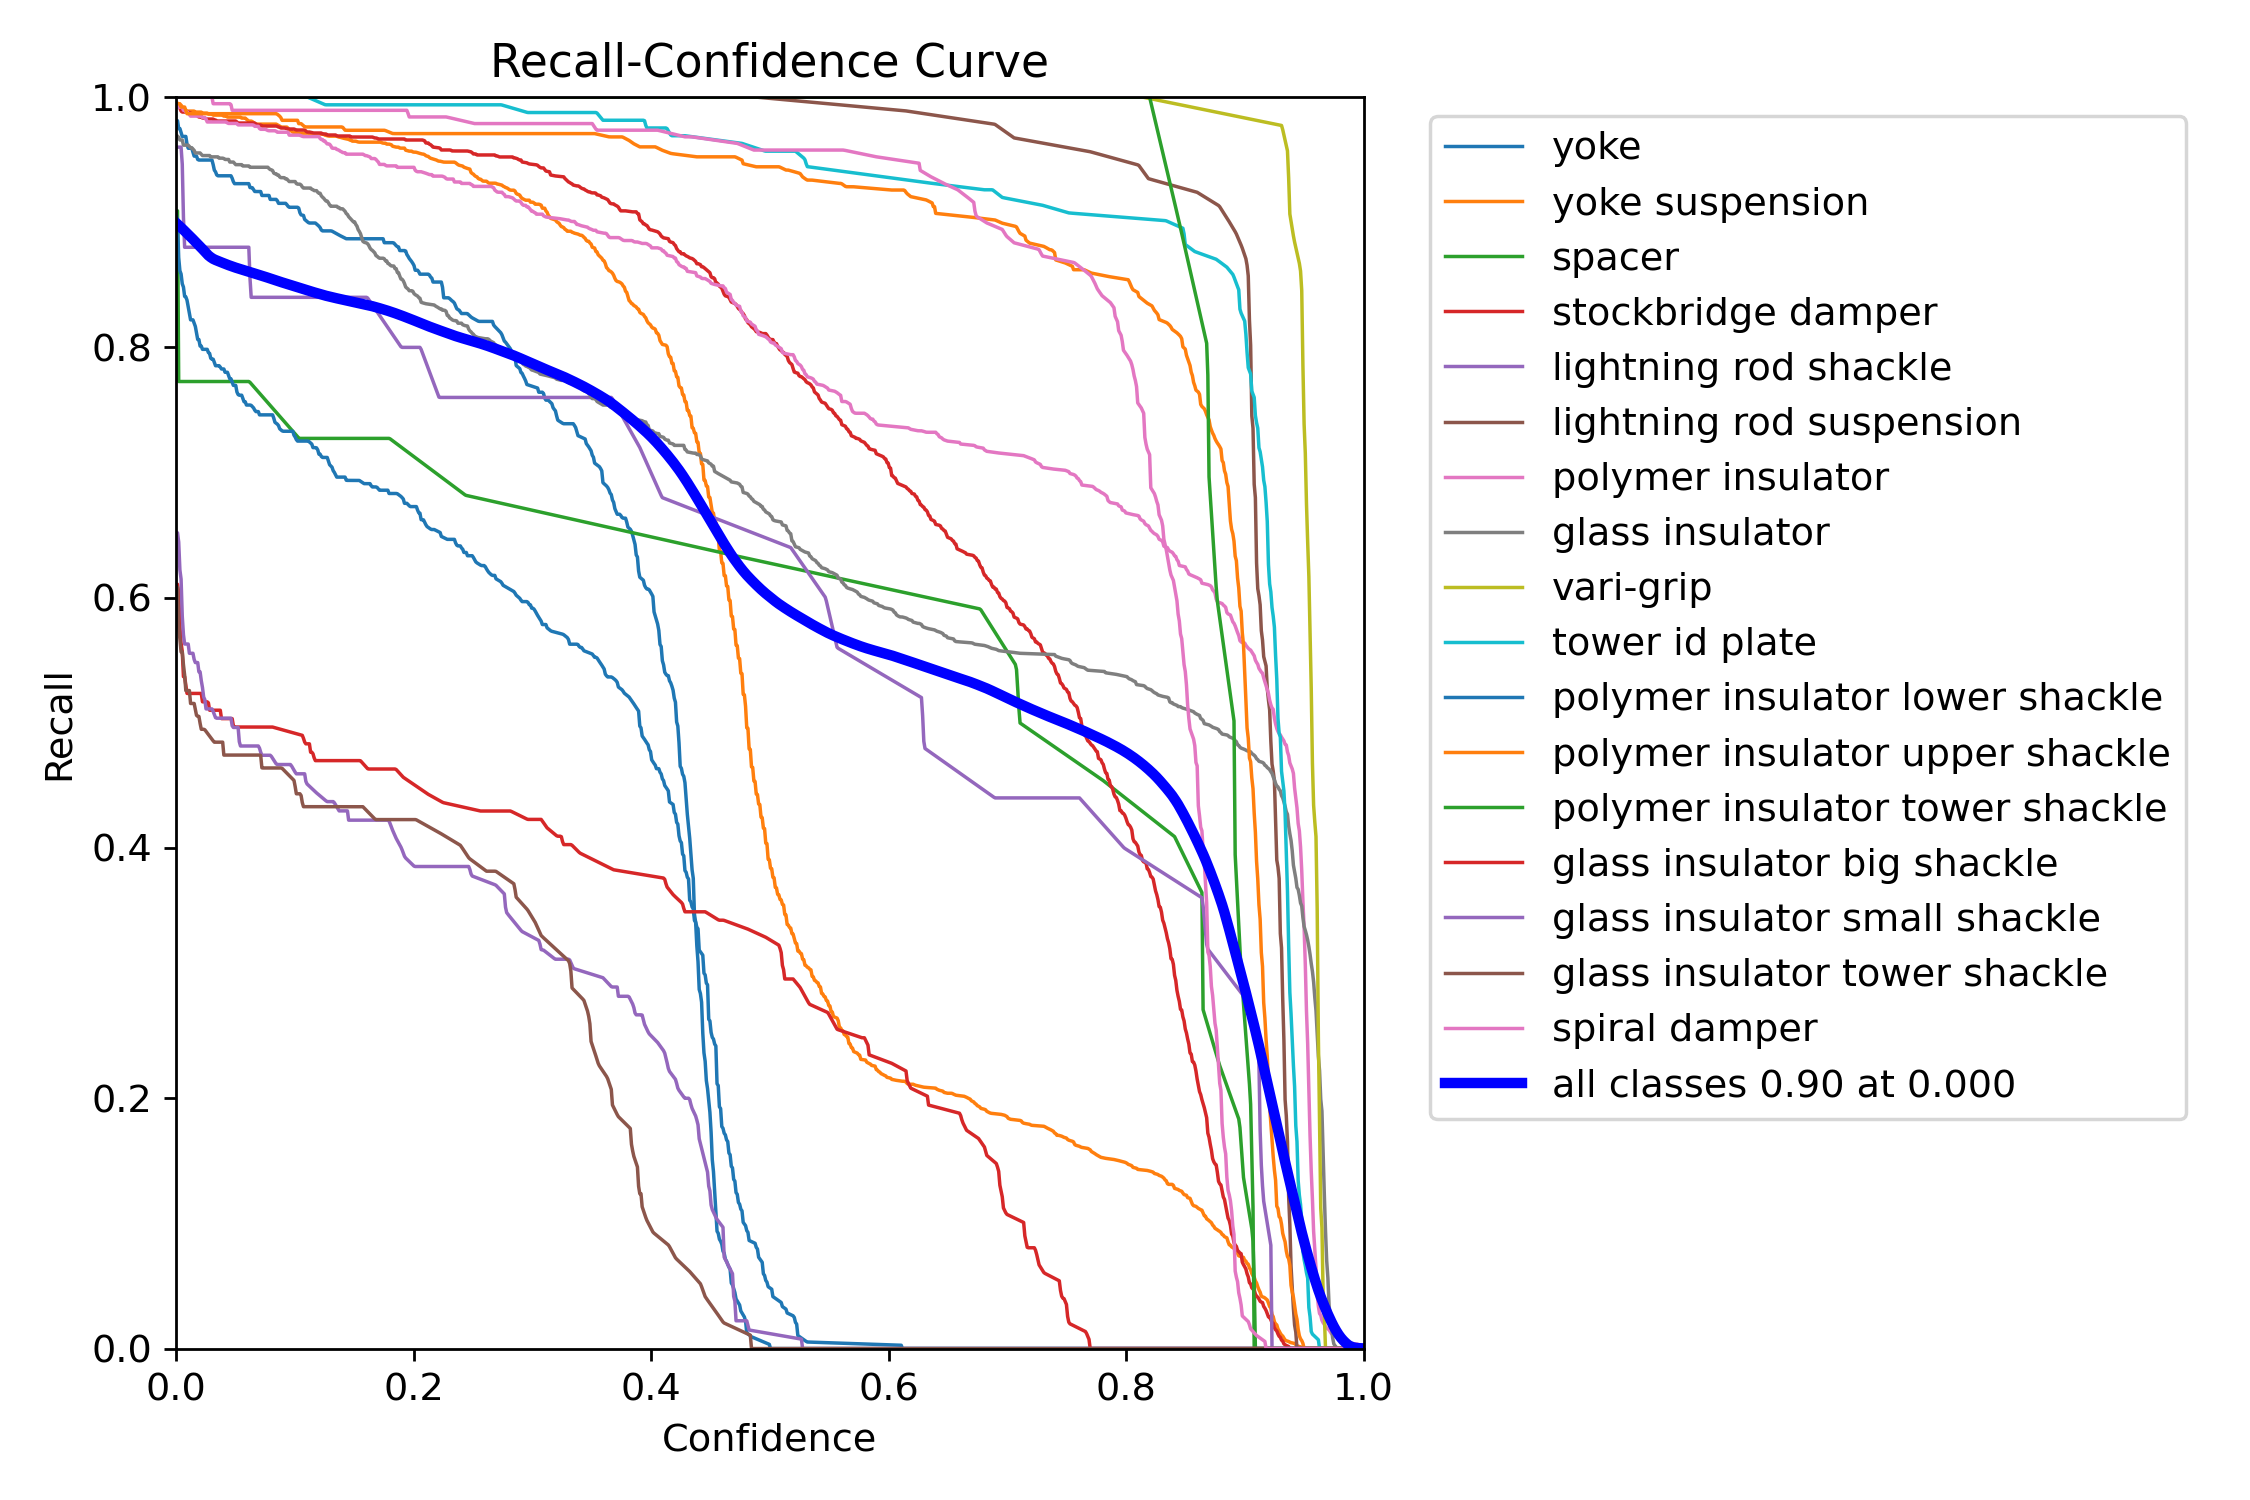 Recall-Confidence Curve
1.0
0.8
0.6
0.4
0.2
0.0
Recall
0.0 0.2 0.4 0.6 0.8 1.0
Confidence
yoke
yoke suspension
spacer
stockbridge damper
lightning rod shackle
lightning rod suspension
polymer insulator
glass insulator
vari-grip
tower id plate
polymer insulator lower shackle
polymer insulator upper shackle
polymer insulator tower shackle
glass insulator big shackle
glass insulator small shackle
glass insulator tower shackle
spiral damper
all classes 0.90 at 0.000